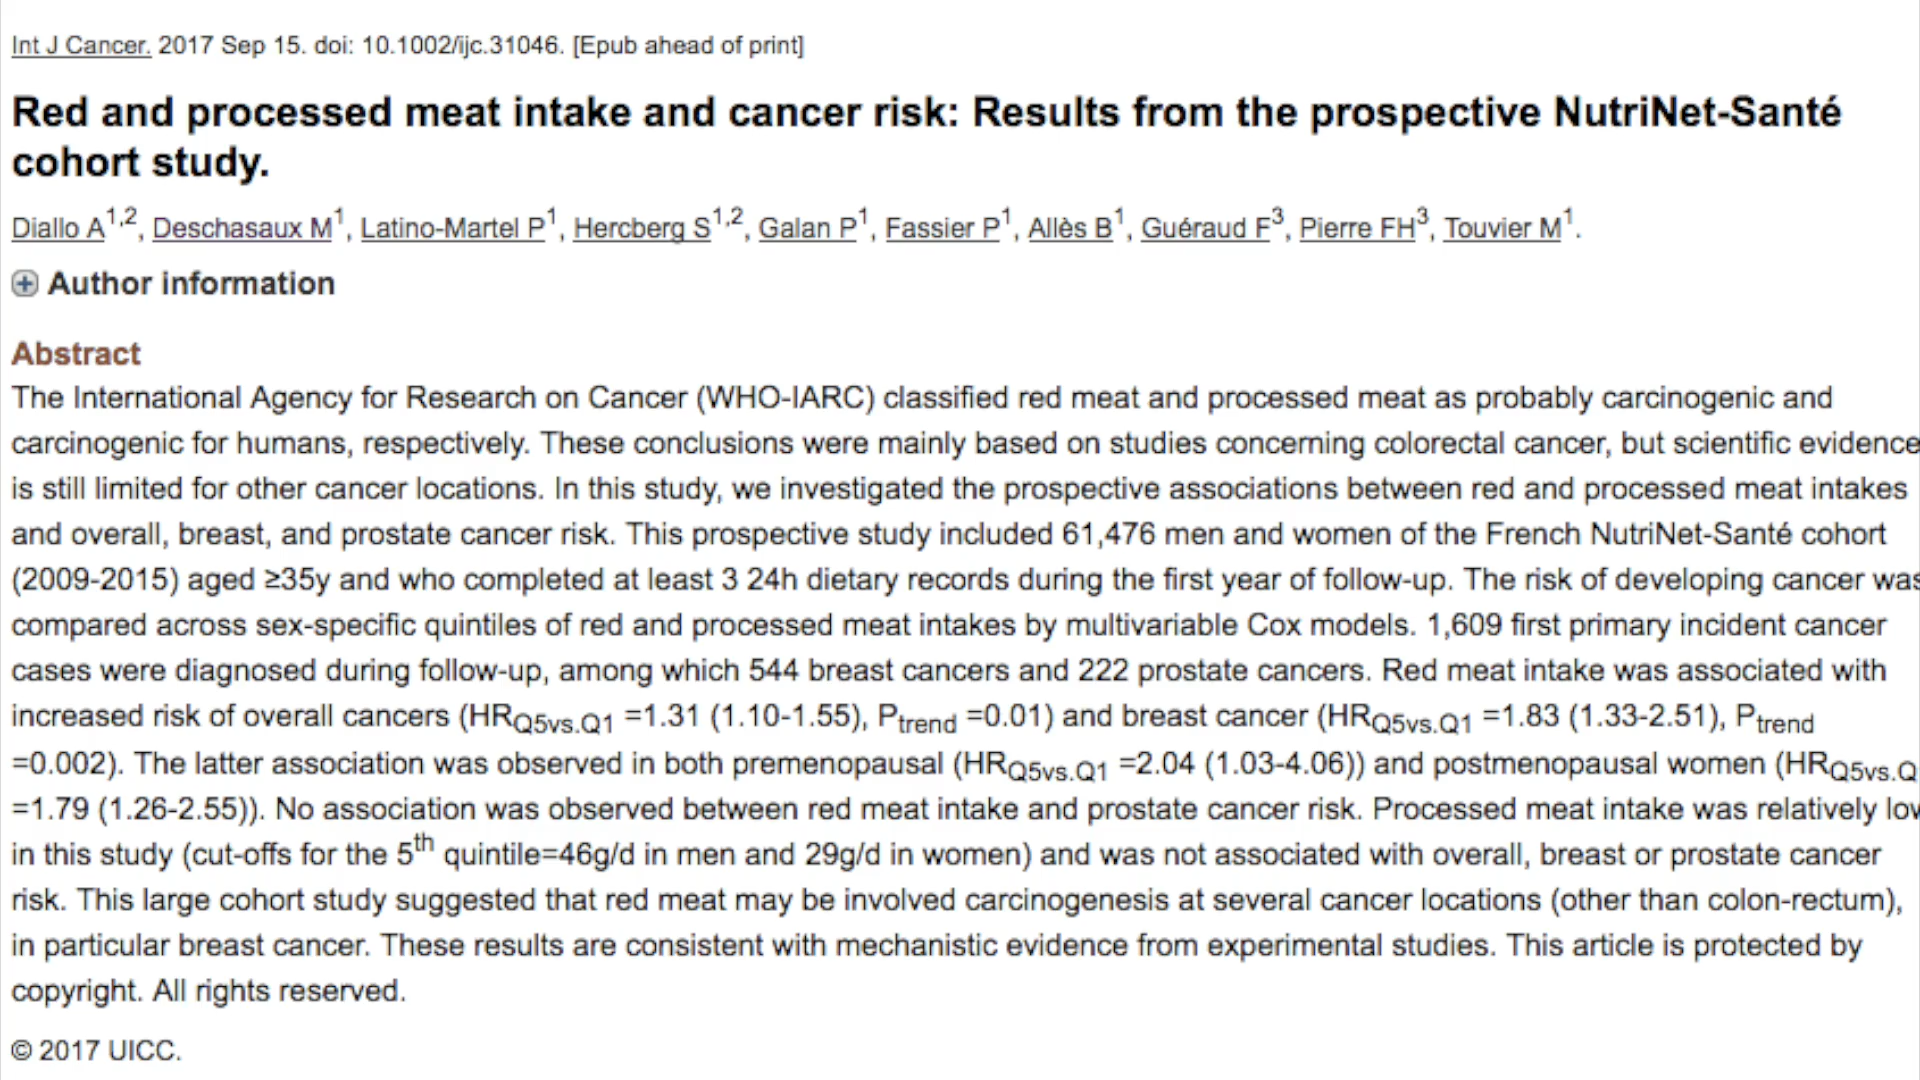 Int J Cancer. 2017 Sep 15. doi: 10.1002/ijc.31046. [Epub ahead of print]
Red and processed meat intake and cancer risk: Results from the prospective NutriNet-Santé
cohort study.
Diallo A1,2, Deschasaux M1, Latino-Martel P1, Hercberg S1,2, Galan P1, Fassier P1, Allès B1, Guéraud F3, Pierre FH3, Touvier M1.
Author information
Abstract
The International Agency for Research on Cancer (WHO-IARC) classified red meat and processed meat as probably carcinogenic and
carcinogenic for humans, respectively. These conclusions were mainly based on studies concerning colorectal cancer, but scientific evidence
is still limited for other cancer locations. In this study, we investigated the prospective associations between red and processed meat intakes
and overall, breast, and prostate cancer risk. This prospective study included 61,476 men and women of the French NutriNet-Santé cohort
(2009-2015) aged ≥35y and who completed at least 3 24h dietary records during the first year of follow-up. The risk of developing cancer was
compared across sex-specific quintiles of red and processed meat intakes by multivariable Cox models. 1,609 first primary incident cancer
cases were diagnosed during follow-up, among which 544 breast cancers and 222 prostate cancers. Red meat intake was associated with
increased risk of overall cancers (HRQ5vs.Q1 =1.31 (1.10-1.55), Ptrend =0.01) and breast cancer (HRQ5vs.Q1 =1.83 (1.33-2.51), Ptrend
=0.002). The latter association was observed in both premenopausal (HRQ5vs.Q1 =2.04 (1.03-4.06)) and postmenopausal women (HRQ5vs.Q
=1.79 (1.26-2.55)). No association was observed between red meat intake and prostate cancer risk. Processed meat intake was relatively low
in this study (cut-offs for the 5th quintile=46g/d in men and 29g/d in women) and was not associated with overall, breast or prostate cancer
risk. This large cohort study suggested that red meat may be involved carcinogenesis at several cancer locations (other than colon-rectum),
in particular breast cancer. These results are consistent with mechanistic evidence from experimental studies. This article is protected by
copyright. All rights reserved.
© 2017 UICC.